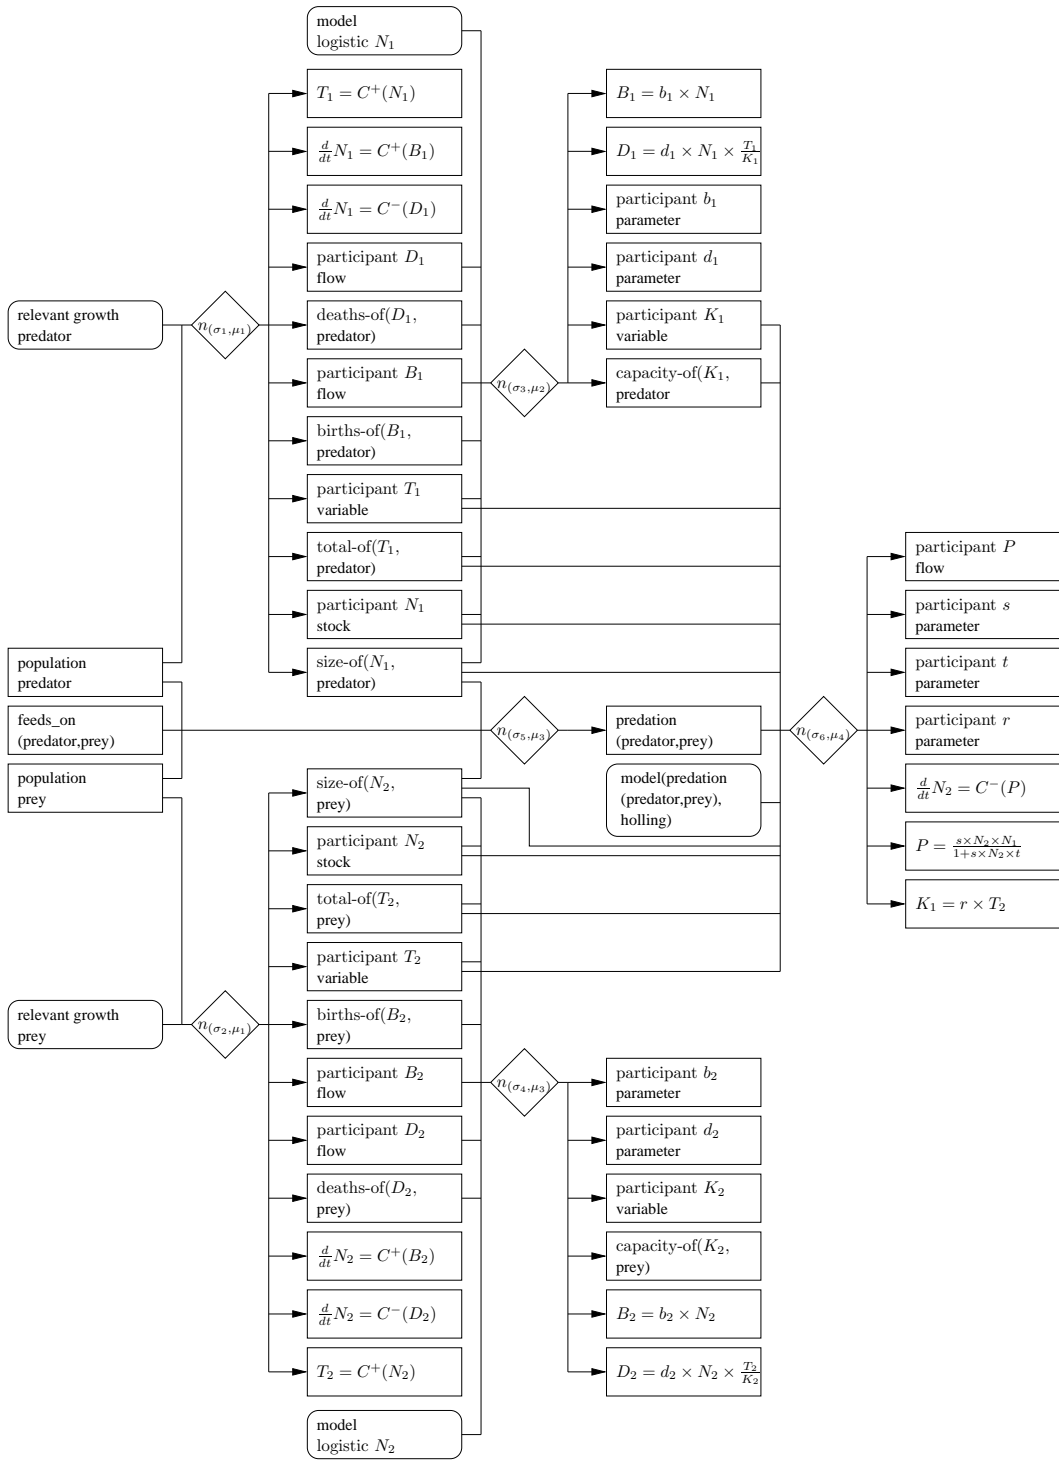 model
logistic N₁
T₁ = C⁺(N₁)
d/dt N₁ = C⁺(B₁)
d/dt N₁ = C⁻(D₁)
participant D₁
flow
deaths-of(D₁,
predator)
participant B₁
flow
births-of(B₁,
predator)
participant T₁
variable
total-of(T₁,
predator)
participant N₁
stock
size-of(N₁,
predator)
relevant growth
predator
n(σ₁,μ₁)
population
predator
feeds_on
(predator,prey)
population
prey
relevant growth
prey
n(σ₂,μ₁)
size-of(N₂,
prey)
participant N₂
stock
total-of(T₂,
prey)
participant T₂
variable
births-of(B₂,
prey)
participant B₂
flow
participant D₂
flow
deaths-of(D₂,
prey)
d/dt N₂ = C⁺(B₂)
d/dt N₂ = C⁻(D₂)
T₂ = C⁺(N₂)
model
logistic N₂
n(σ₃,μ₂)
B₁ = b₁ × N₁
D₁ = d₁ × N₁ × T₁/K₁
participant b₁
parameter
participant d₁
parameter
participant K₁
variable
capacity-of(K₁,
predator
n(σ₅,μ₃)
predation
(predator,prey)
model(predation
(predator,prey),
holling)
n(σ₄,μ₃)
participant b₂
parameter
participant d₂
parameter
participant K₂
variable
capacity-of(K₂,
prey)
B₂ = b₂ × N₂
D₂ = d₂ × N₂ × T₂/K₂
n(σ₆,μ₄)
participant P
flow
participant s
parameter
participant t
parameter
participant r
parameter
d/dt N₂ = C⁻(P)
P = s×N₂×N₁/1+s×N₂×t
K₁ = r × T₂